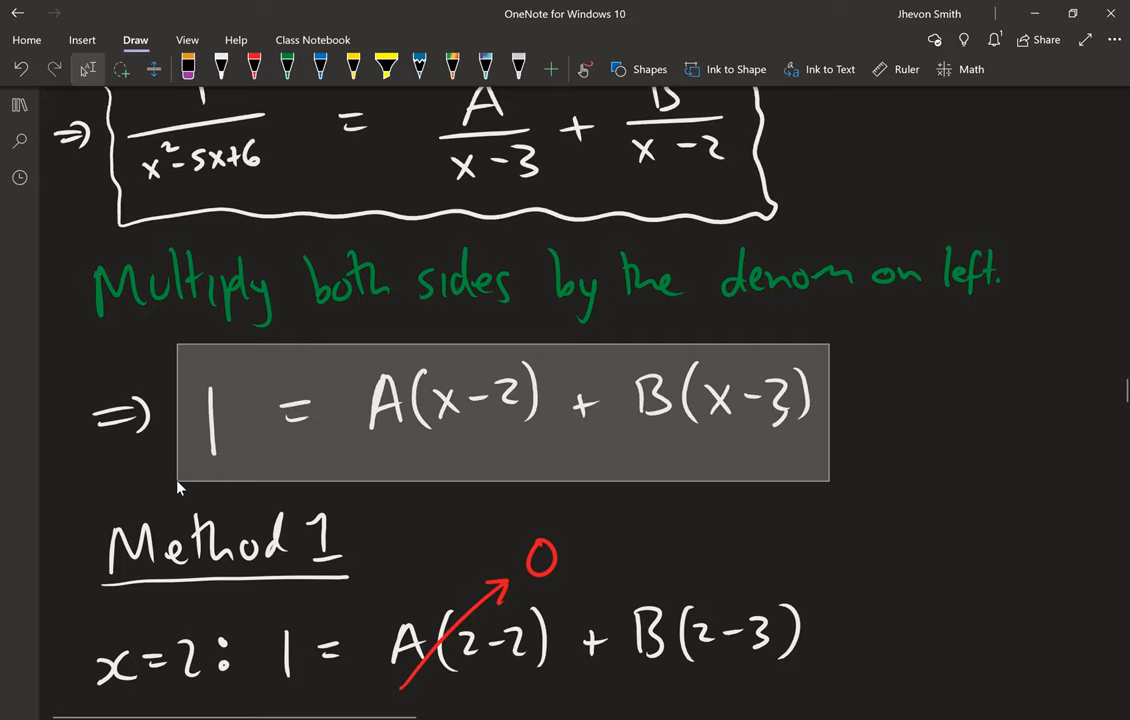 OneNote for Windows 10
Jhevon Smith
Home Insert Draw View Help Class Notebook
Share
Shapes Ink to Shape Ink to Text Ruler Math
⇒ 1/(x²-5x+6) = A/(x-3) + B/(x-2)
Multiply both sides by the denom on left.
⇒ 1 = A(x-2) + B(x-3)
Method 1
0
x=2: 1 = A(2-2) + B(2-3)